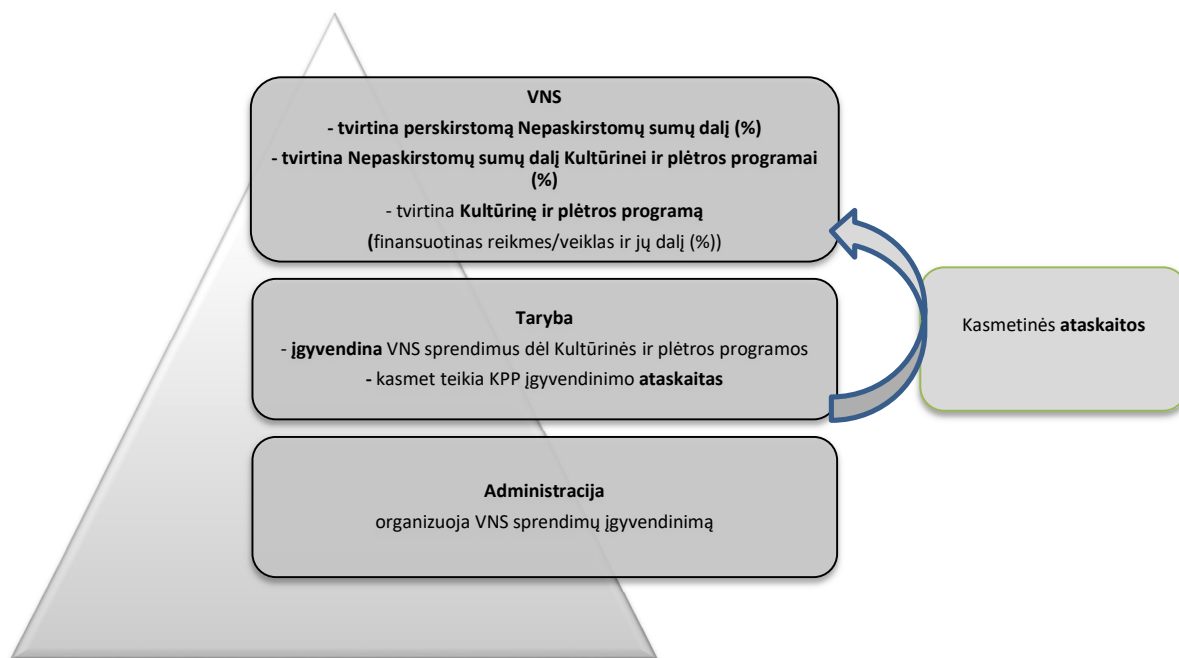 VNS
- tvirtina perskirstomą Nepaskirstomų sumų dalį (%)
- tvirtina Nepaskirstomų sumų dalį Kultūrinei ir plėtros programai
(%)
- tvirtina Kultūrinę ir plėtros programą
(finansuotinas reikmes/veiklas ir jų dalį (%))
Taryba
- įgyvendina VNS sprendimus dėl Kultūrinės ir plėtros programos
- kasmet teikia KPP įgyvendinimo ataskaitas
Kasmetinės ataskaitos
Administracija
organizuoja VNS sprendimų įgyvendinimą